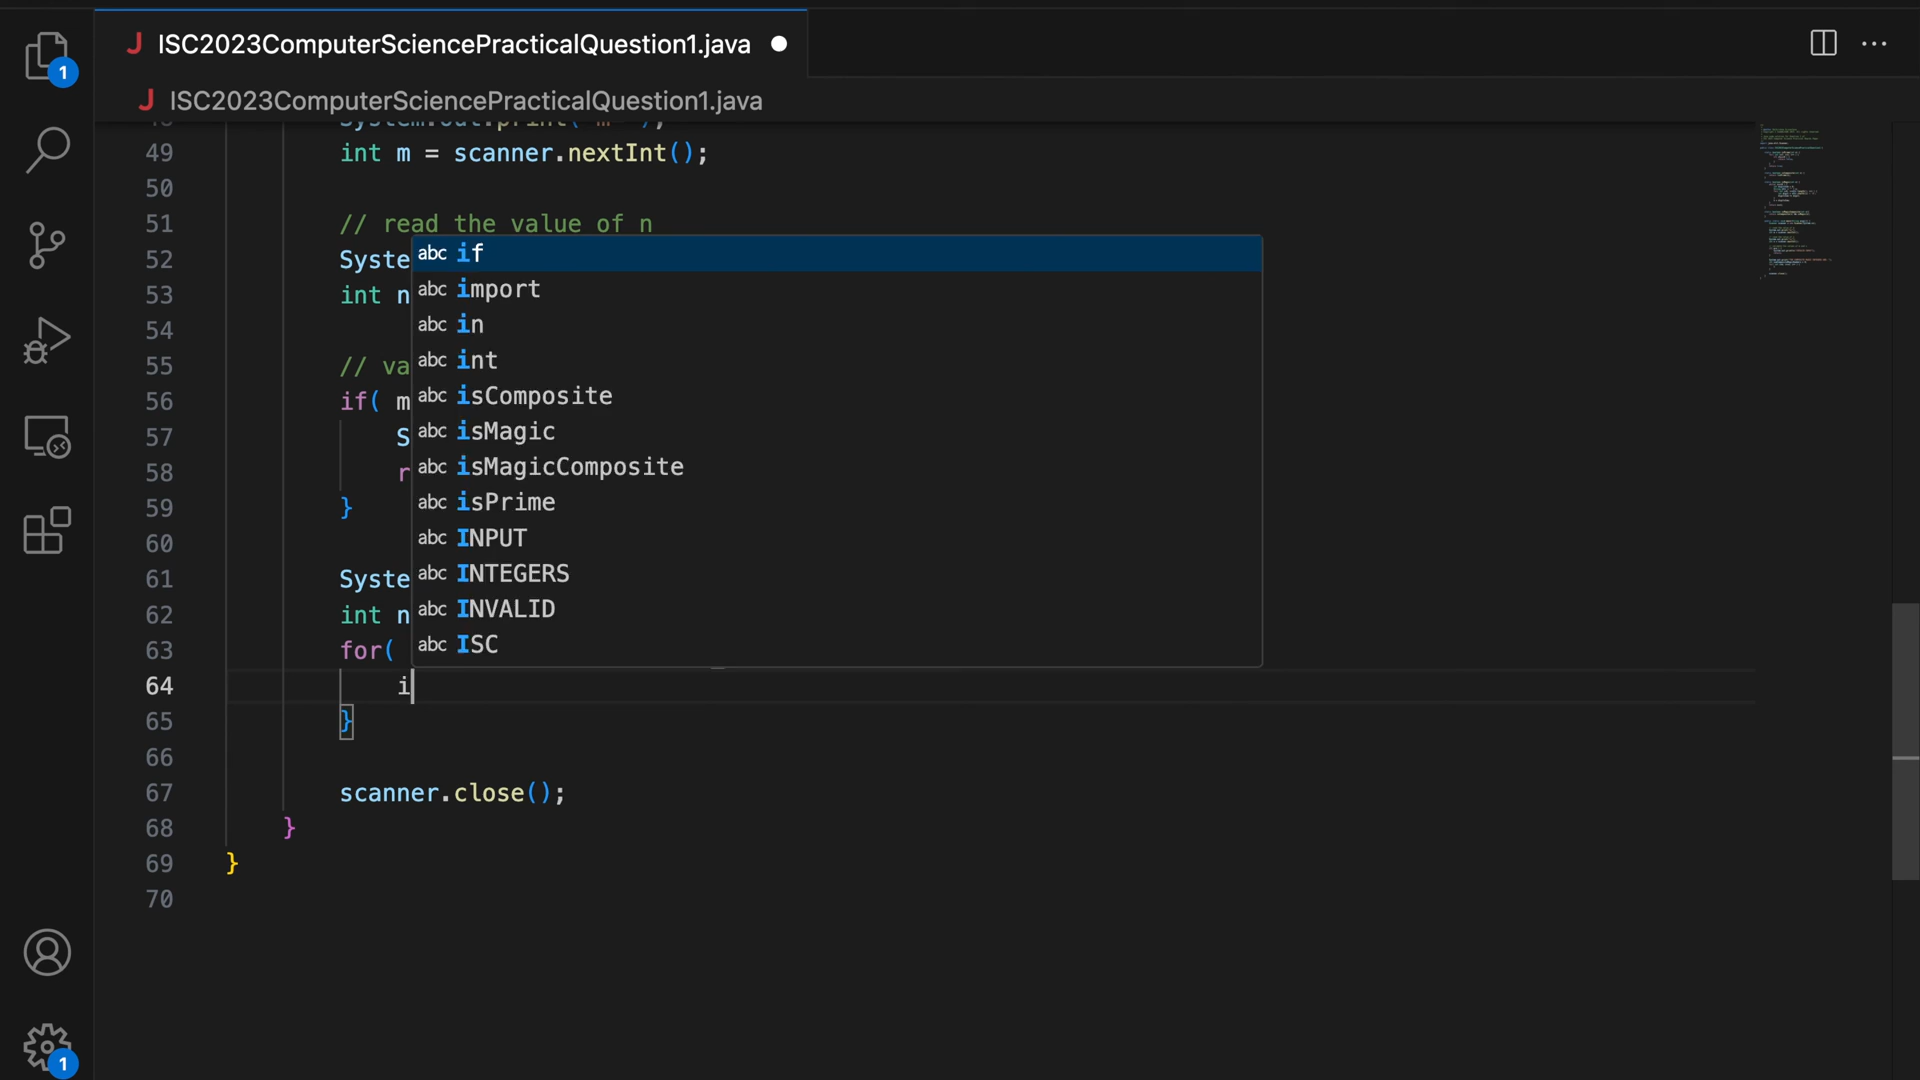 ISC2023ComputerSciencePracticalQuestion1.java
1
ISC2023ComputerSciencePracticalQuestion1.java
49 int m = scanner.nextInt();
50
51 // read the value of n
52 Syste
53 int n
54
55 // va
56 if( m
57 S
58 r
59 }
60
61 Syste
62 int n
63 for(
64 i
65 }
66
67 scanner.close();
68 }
69 }
70
abc if
abc import
abc in
abc int
abc isComposite
abc isMagic
abc isMagicComposite
abc isPrime
abc INPUT
abc INTEGERS
abc INVALID
abc ISC
1